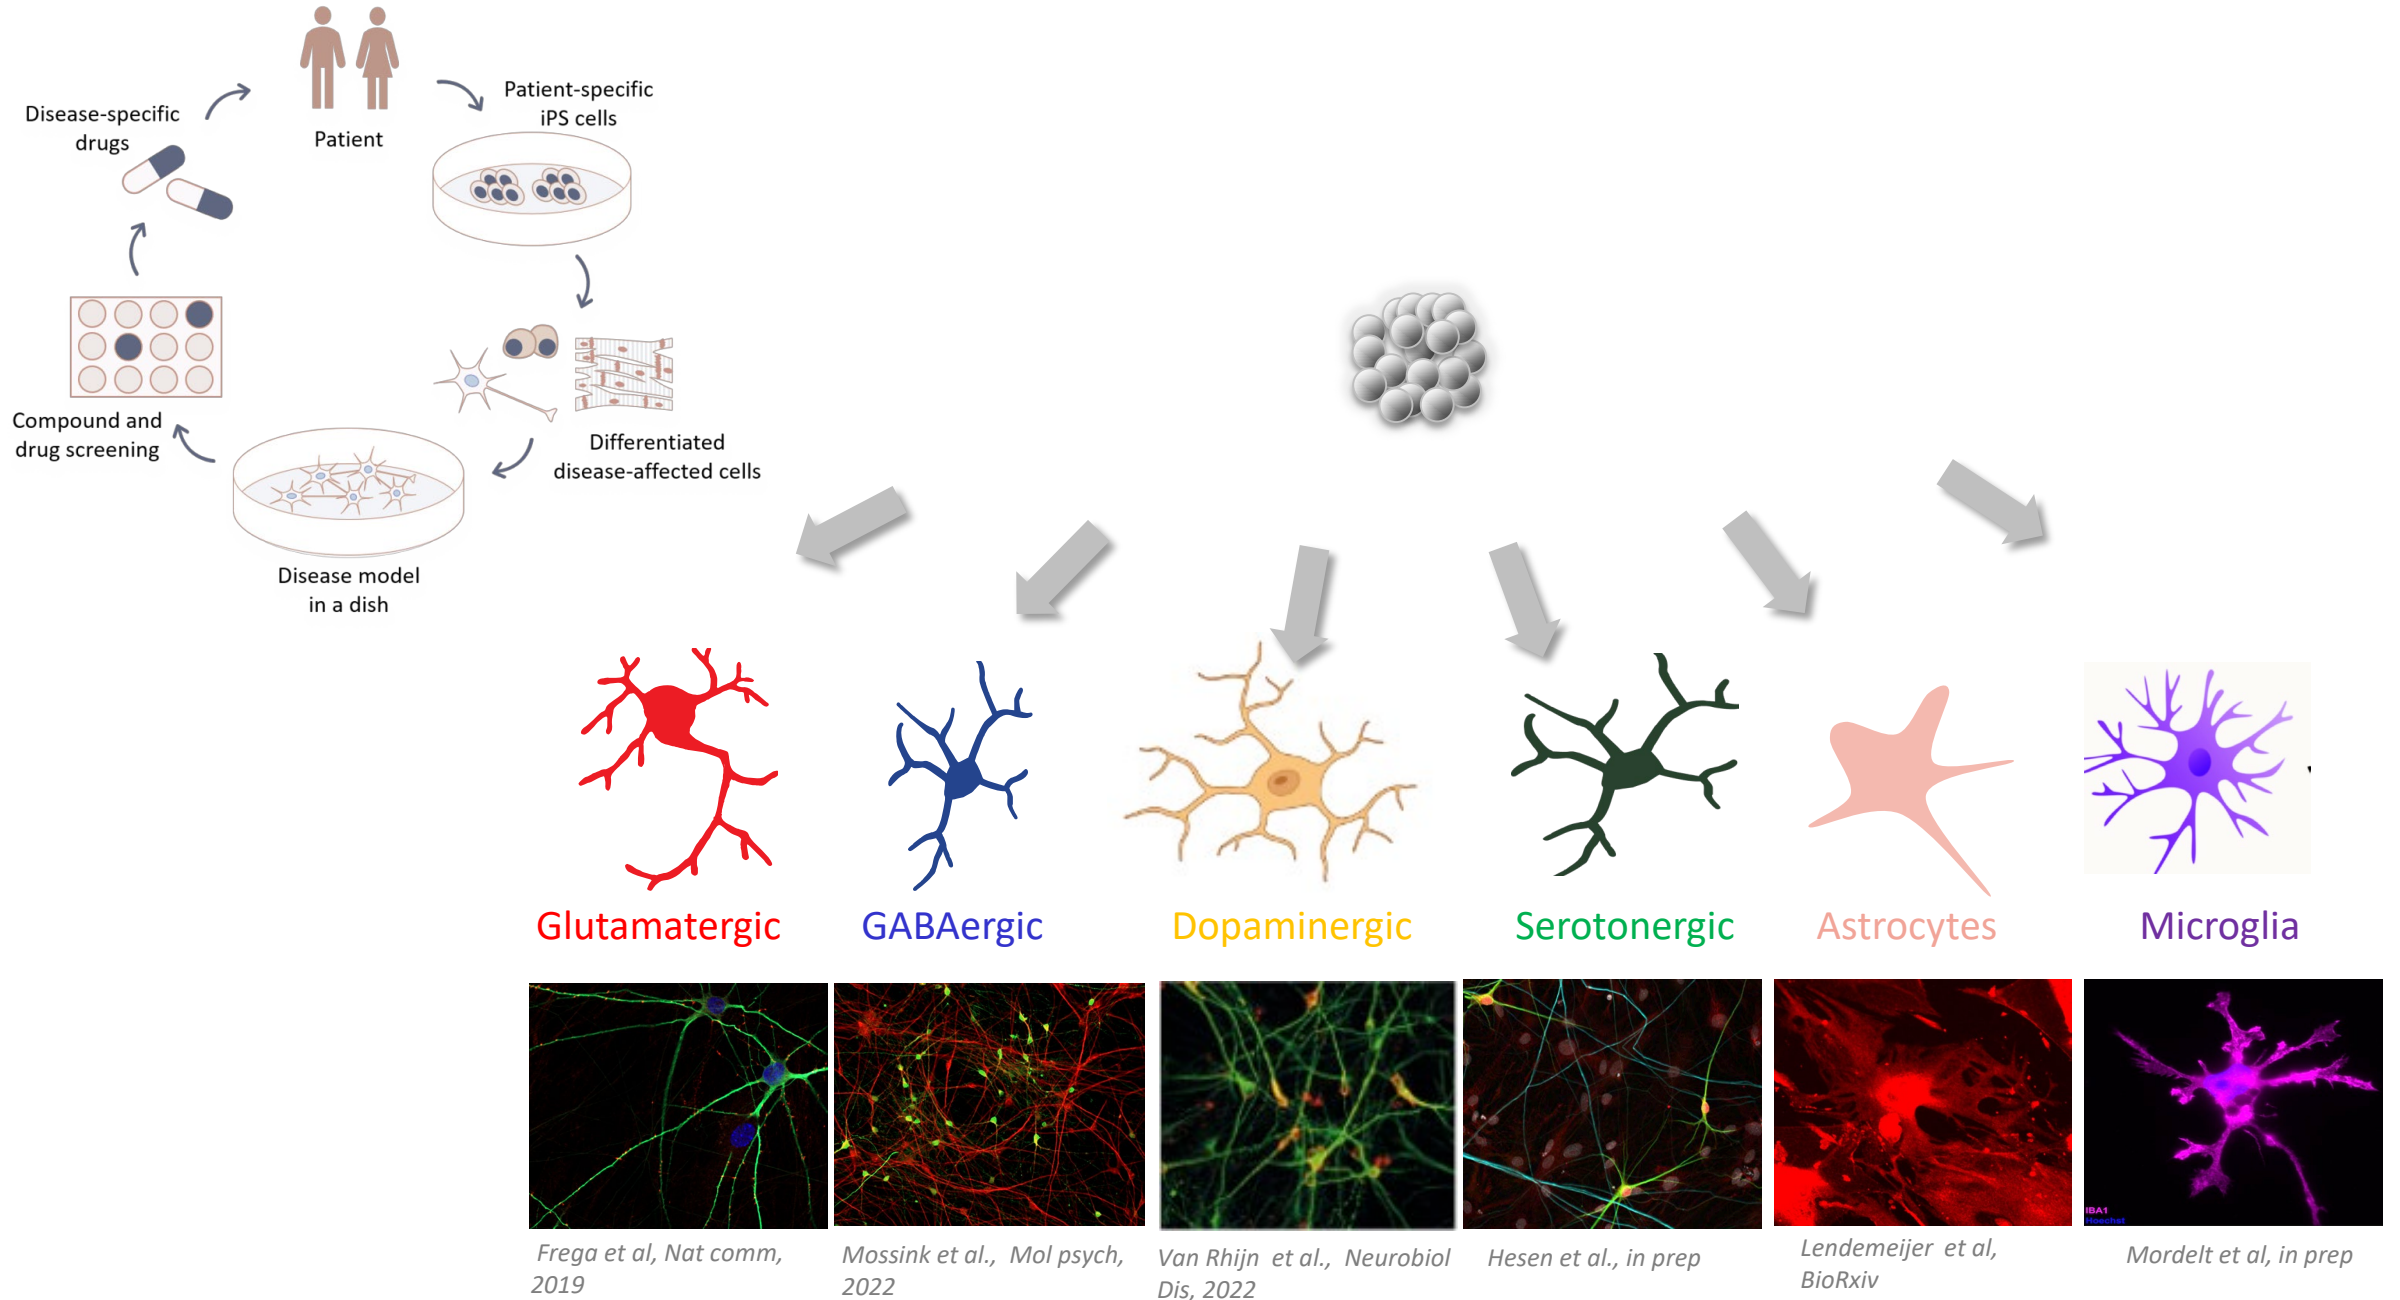 Patient
Patient-specific
iPS cells
Differentiated
disease-affected cells
Disease model
in a dish
Compound and
drug screening
Disease-specific
drugs
Glutamatergic
GABAergic
Dopaminergic
Serotonergic
Astrocytes
Microglia
IBA1
Hoechst
Frega et al, Nat comm,
2019
Mossink et al., Mol psych,
2022
Van Rhijn et al., Neurobiol
Dis, 2022
Hesen et al., in prep
Lendemeijer et al,
BioRxiv
Mordelt et al, in prep